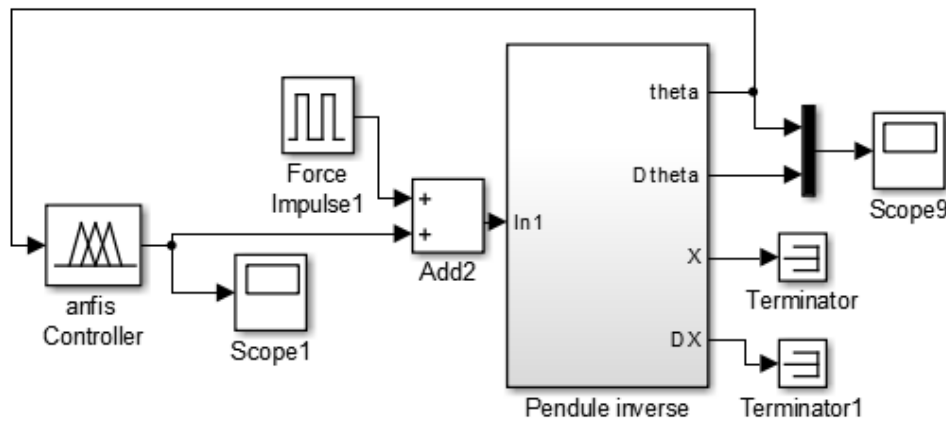 theta
Force
Impulse1
Dtheta
Scope9
+
+
In1
Add2
anfis
Controller
Scope1
X
Terminator
DX
Pendule inverse
Terminator1